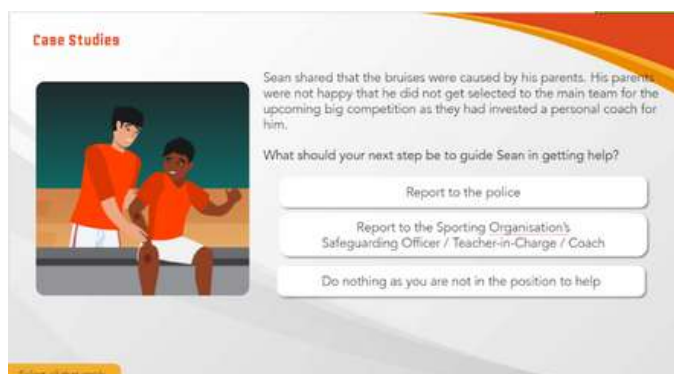 Case Studies
Sean shared that the bruises were caused by his parents. His parents
were not happy that he did not get selected to the main team for the
upcoming big competition as they had invested a personal coach for
him.
What should your next step be to guide Sean in getting help?
Report to the police
Report to the Sporting Organisation's
Safeguarding Officer / Teacher-in-Charge / Coach
Do nothing as you are not in the position to help